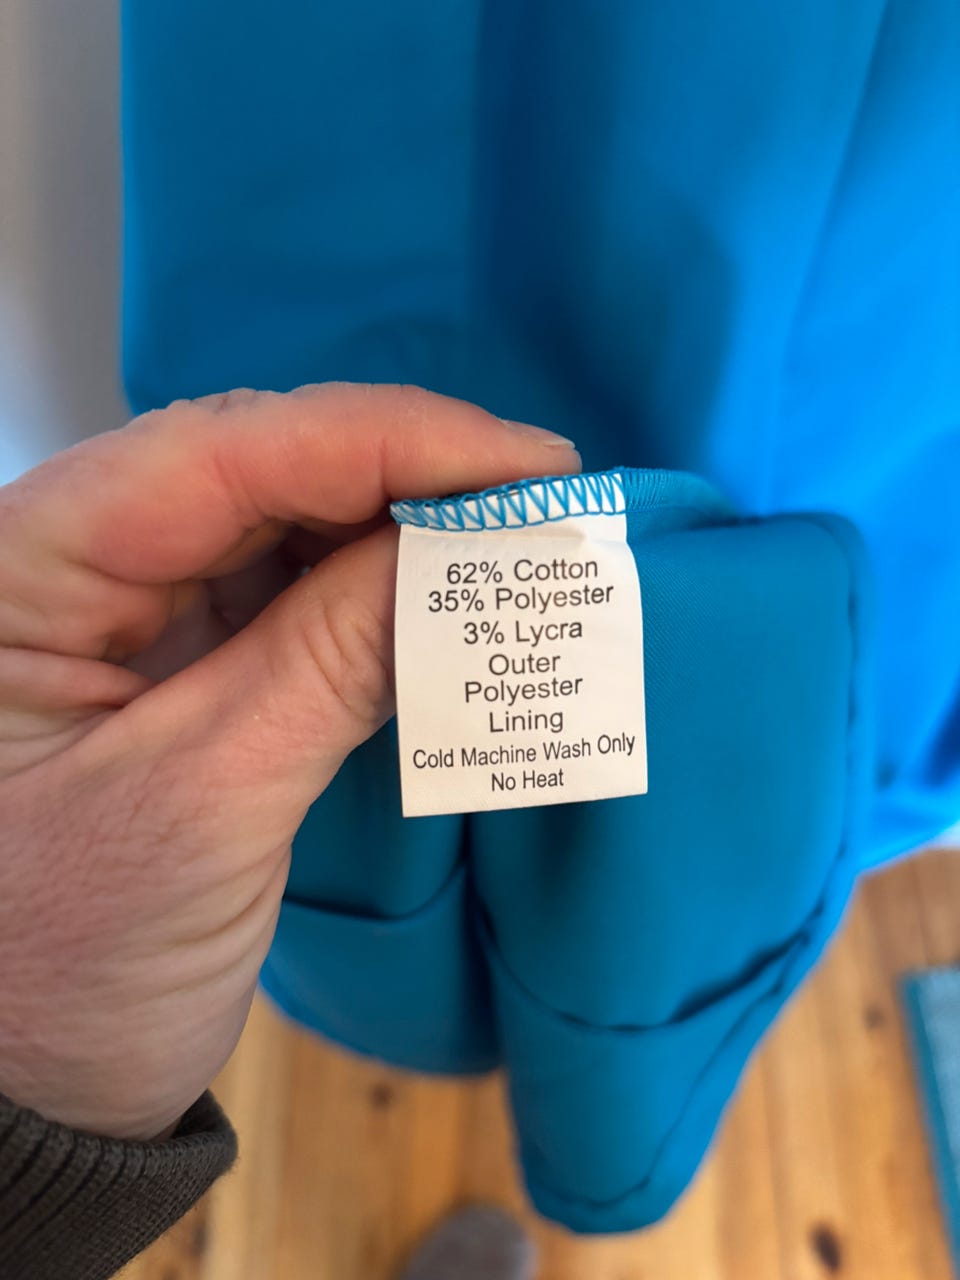 62% Cotton
35% Polyester
3% Lycra
Outer
Polyester
Lining
Cold Machine Wash Only
No Heat